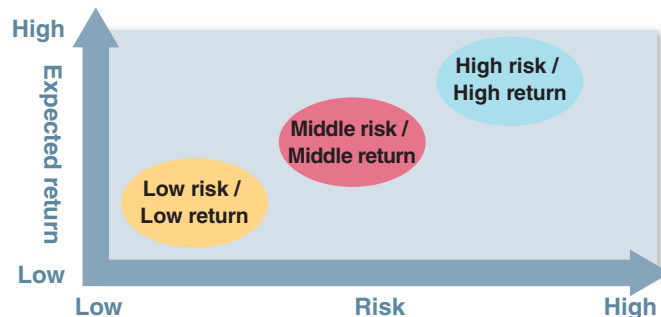 High
Expected return
High risk /
High return
Middle risk /
Middle return
Low risk /
Low return
Low
Low
Risk
High